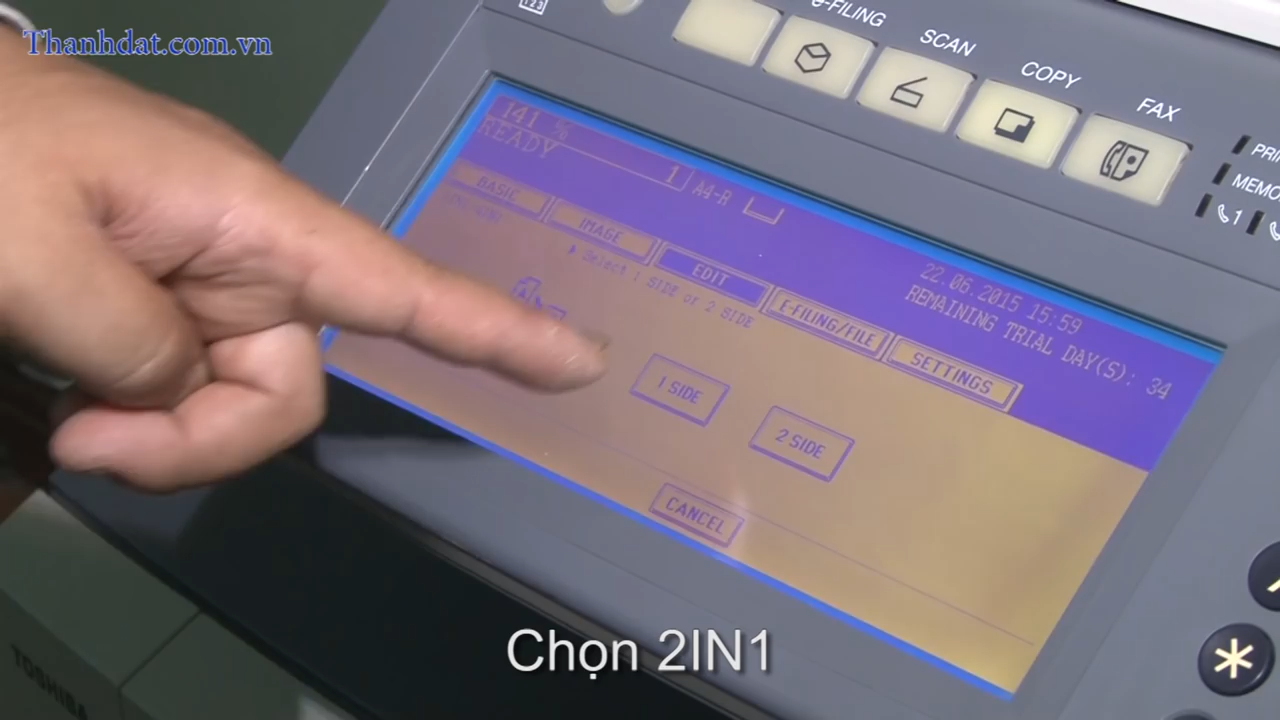 Thanhdat.com.vn
e-FILING
SCAN
COPY
FAX
123
141 %
READY
1 A4-R
BASIC
IMAGE
EDIT
E-FILING/FILE
SETTINGS
22.06.2015 15:59
REMAINING TRIAL DAY(S): 34
Select 1 SIDE or 2 SIDE
1 SIDE
2 SIDE
CANCEL
1
*
TOSHIBA
Chọn 2IN1